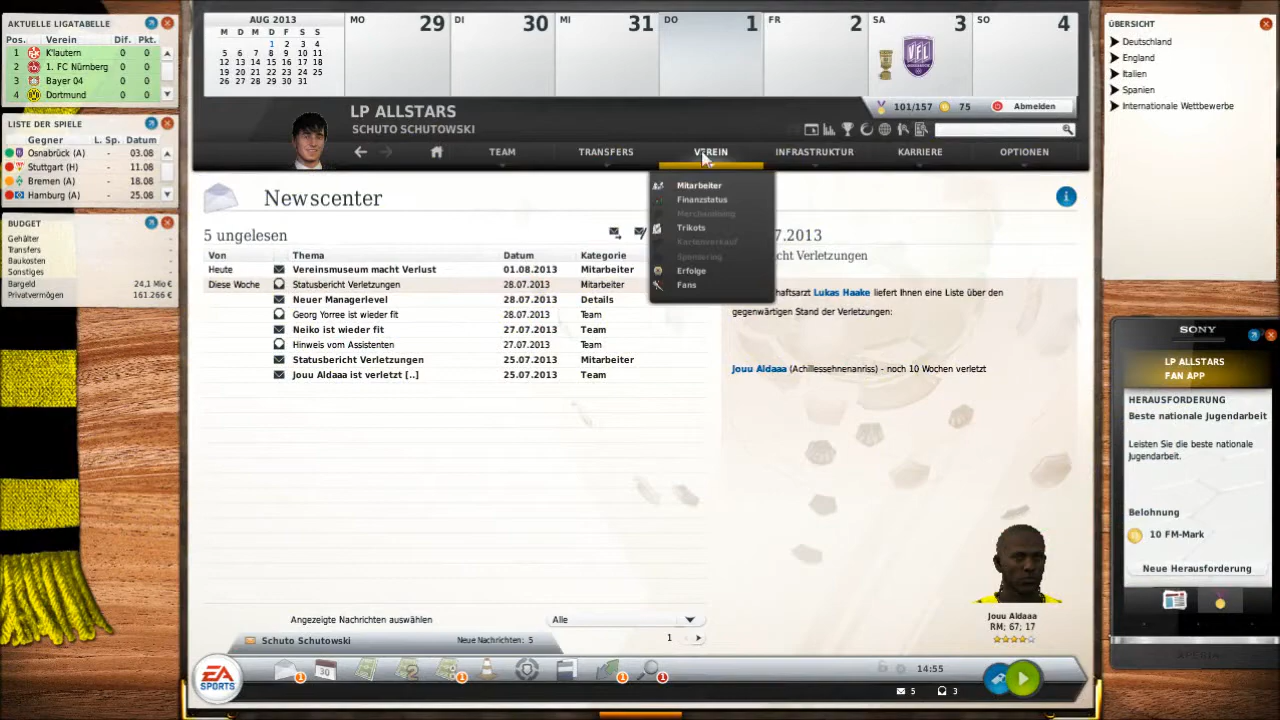 AKTUELLE LIGATABELLE
Pos. Verein Dif. Pkt.
1 K'lautern 0 0
2 1. FC Nürnberg 0 0
3 Bayer 04 0 0
4 Dortmund 0 0
LISTE DER SPIELE
Gegner L. Sp. Datum
Osnabrück (A) - 03.08
Stuttgart (H) - 11.08
Bremen (A) - 18.08
Hamburg (A) - 25.08
BUDGET
Gehälter -
Transfers -
Baukosten -
Sonstiges -
Bargeld 24,1 Mio €
Privatvermögen 161.266 €
AUG 2013
M D M D F S S
1 2 3 4
5 6 7 8 9 10 11
12 13 14 15 16 17 18
19 20 21 22 23 24 25
26 27 28 29 30 31
MO 29
DI 30
MI 31
DO 1
FR 2
SA 3
SO 4
LP ALLSTARS
SCHUTO SCHUTOWSKI
101/157 75 Abmelden
TEAM TRANSFERS VEREIN INFRASTRUKTUR KARRIERE OPTIONEN
Mitarbeiter
Finanzstatus
Merchandising
Trikots
Kartenverkauf
Sponsoring
Erfolge
Fans
Newscenter
5 ungelesen
Von Thema Datum Kategorie
Heute Vereinsmuseum macht Verlust 01.08.2013 Mitarbeiter
Diese Woche Statusbericht Verletzungen 28.07.2013 Mitarbeiter
Neuer Managerlevel 28.07.2013 Details
Georg Yorree ist wieder fit 28.07.2013 Team
Neiko ist wieder fit 27.07.2013 Team
Hinweis vom Assistenten 27.07.2013 Team
Statusbericht Verletzungen 25.07.2013 Mitarbeiter
Jouu Aldaaa ist verletzt [..] 25.07.2013 Team
Angezeigte Nachrichten auswählen Alle
1
Schuto Schutowski Neue Nachrichten: 5
07.2013
cht Verletzungen
haftsarzt Lukas Haake liefert Ihnen eine Liste über den
gegenwärtigen Stand der Verletzungen:
Jouu Aldaaa (Achillessehnenanriss) - noch 10 Wochen verletzt
Jouu Aldaaa
RM; 67; 17
EA
SPORTS
30
1
2
1
1
1
14:55
5 3
ÜBERSICHT
Deutschland
England
Italien
Spanien
Internationale Wettbewerbe
SONY
LP ALLSTARS
FAN APP
HERAUSFORDERUNG
Beste nationale Jugendarbeit
Leisten Sie die beste nationale
Jugendarbeit.
Belohnung
10 FM-Mark
Neue Herausforderung
XPERIA